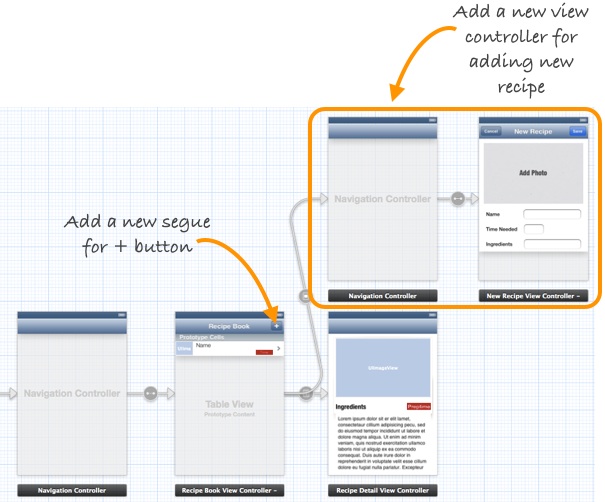 Add a new view
controller for
adding new
recipe
Cancel New Recipe Save
Add Photo
Navigation Controller
Name
Time Needed
Ingredients
Navigation Controller
New Recipe View Controller –
Add a new segue
for + button
Recipe Book +
Prototype Cells
UIView Name
UIImageView
Navigation Controller
Table View
Prototype Content
Ingredients Preptime
Lorem ipsum dolor sit er elit lamet,
consectetaur cillium adipisicing
pecu, sed
do eiusmod tempor incididunt ut labore et
dolore magna aliqua. Ut enim ad minim
veniam, quis nostrud exercitation ullamco
laboris nisi ut aliquip ex ea commodo
consequat. Duis aute irure dolor in
reprehenderit in voluptate velit esse cillum
dolore eu fugiat nulla pariatur. Excepteur
Navigation Controller
Recipe Book View Controller –
Recipe Detail View Controller